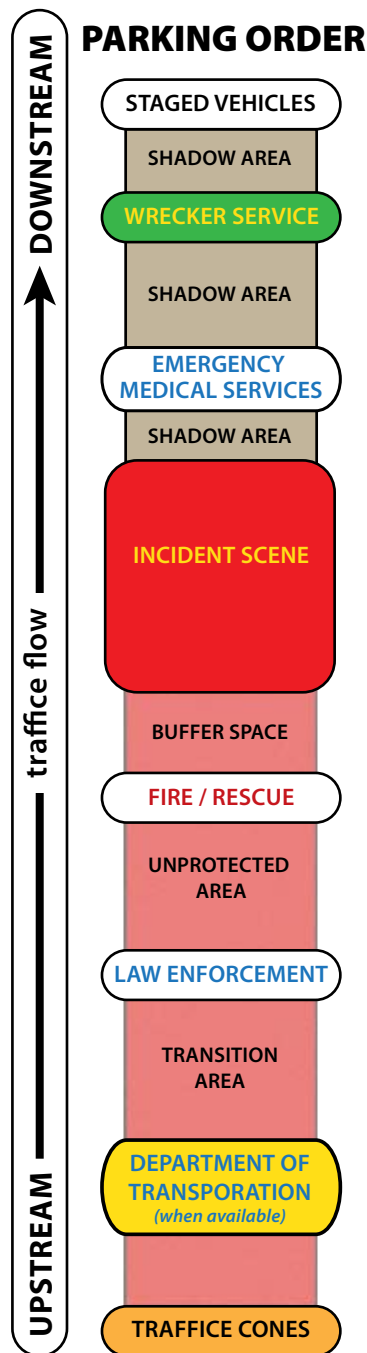 PARKING ORDER
STAGED VEHICLES
SHADOW AREA
WRECKER SERVICE
SHADOW AREA
EMERGENCY
MEDICAL SERVICES
SHADOW AREA
INCIDENT SCENE
BUFFER SPACE
FIRE / RESCUE
UNPROTECTED
AREA
LAW ENFORCEMENT
TRANSITION
AREA
DEPARTMENT OF
TRANSPORATION
(when available)
TRAFFICE CONES
DOWNSTREAM
traffice flow
UPSTREAM